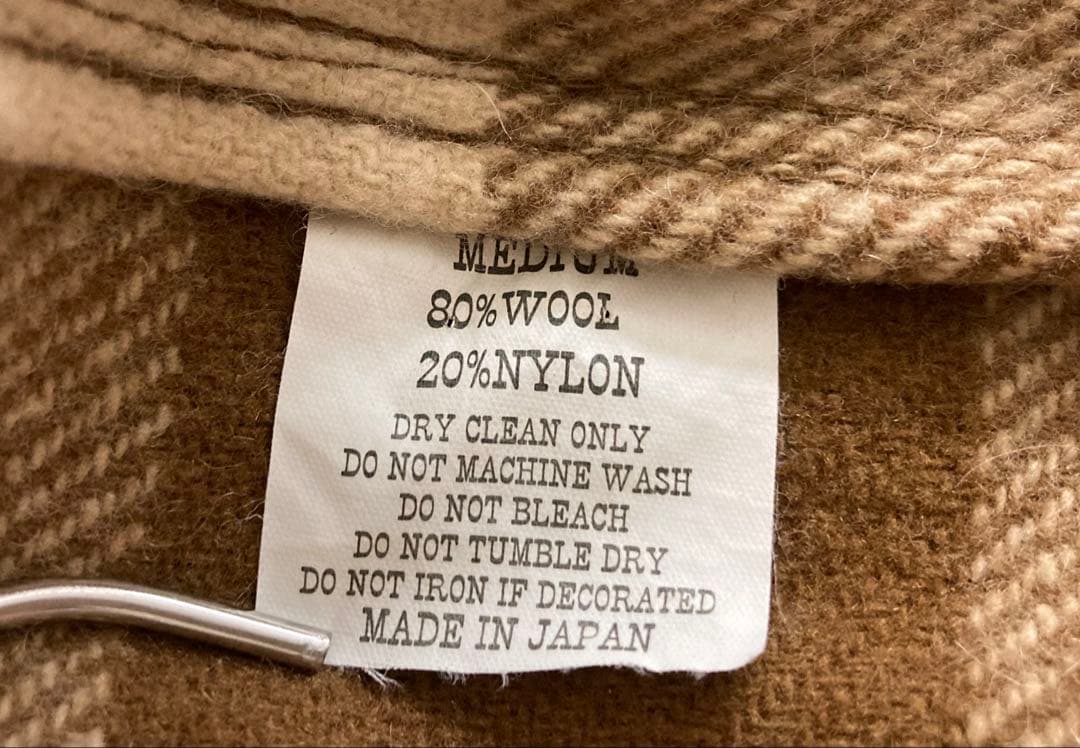 MEDIUM
80%WOOL
20%NYLON
DRY CLEAN ONLY
DO NOT MACHINE WASH
DO NOT BLEACH
DO NOT TUMBLE DRY
DO NOT IRON IF DECORATED
MADE IN JAPAN